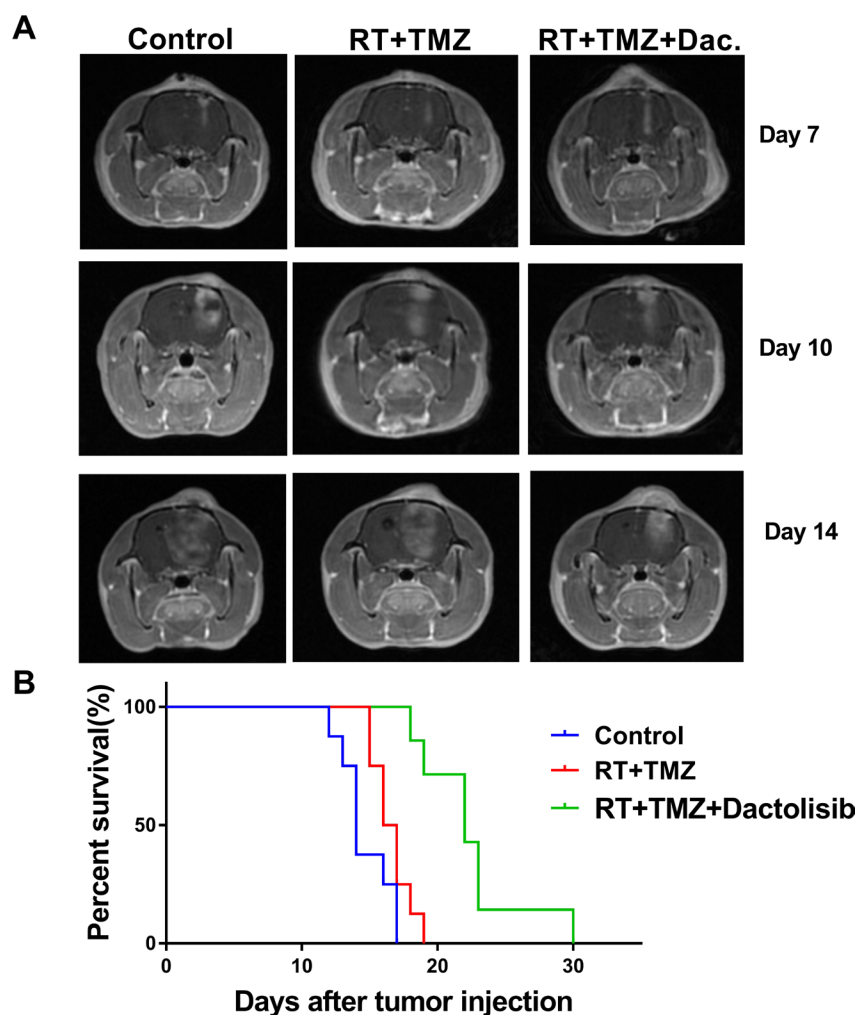 A
Control RT+TMZ RT+TMZ+Dac.
Day 7
Day 10
Day 14
B
Percent survival(%)
100
50
0
0 10 20 30
Days after tumor injection
Control
RT+TMZ
RT+TMZ+Dactolisib